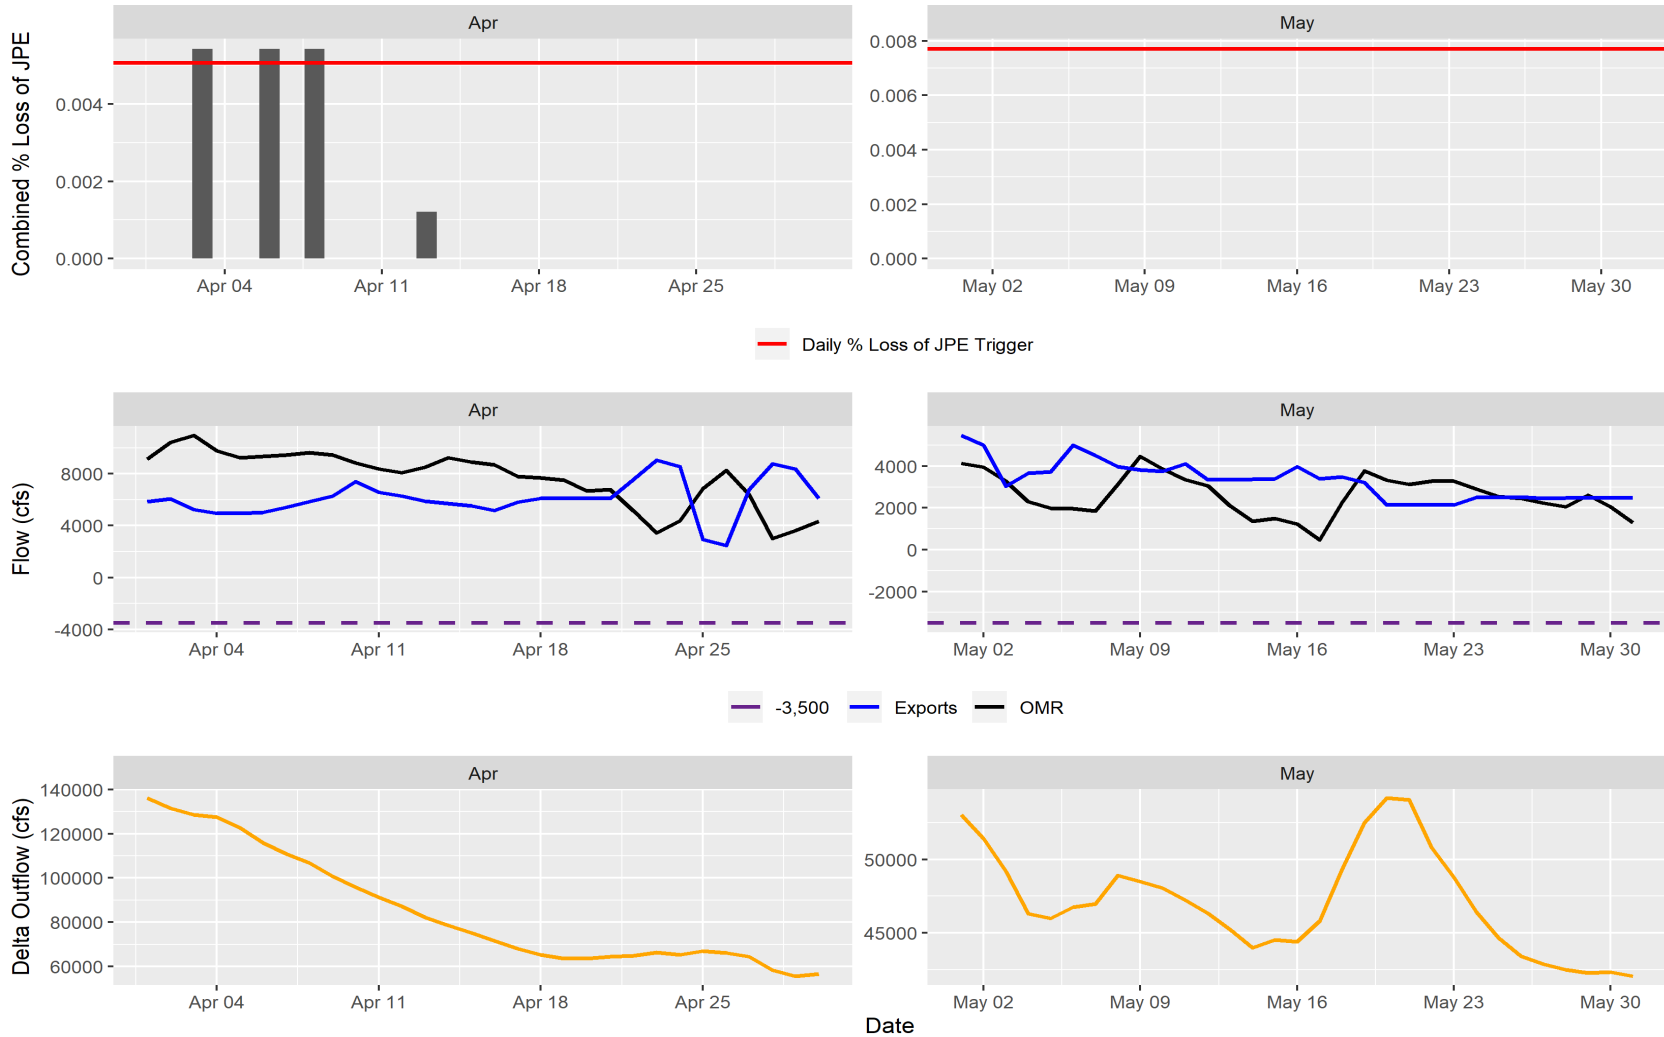 Apr
May
Combined % Loss of JPE
0.004
0.002
0.000
0.008
0.006
0.004
0.002
0.000
Apr 04
Apr 11
Apr 18
Apr 25
May 02
May 09
May 16
May 23
May 30
Daily % Loss of JPE Trigger
Apr
May
Flow (cfs)
8000
4000
0
-4000
4000
2000
0
-2000
Apr 04
Apr 11
Apr 18
Apr 25
May 02
May 09
May 16
May 23
May 30
-3,500
Exports
OMR
Apr
May
Delta Outflow (cfs)
140000
120000
100000
80000
60000
50000
45000
Apr 04
Apr 11
Apr 18
Apr 25
May 02
May 09
May 16
May 23
May 30
Date